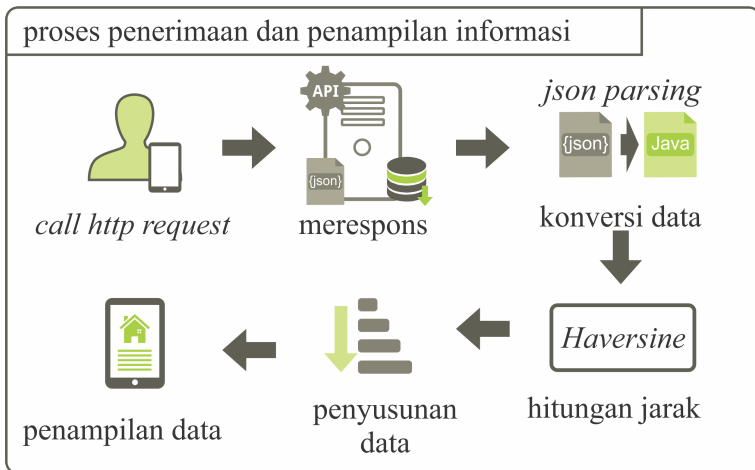 proses penerimaan dan penampilan informasi
API
{json}
call http request
merespons
json parsing
{json}
Java
konversi data
Haversine
hitungan jarak
penyusunan
data
penampilan data